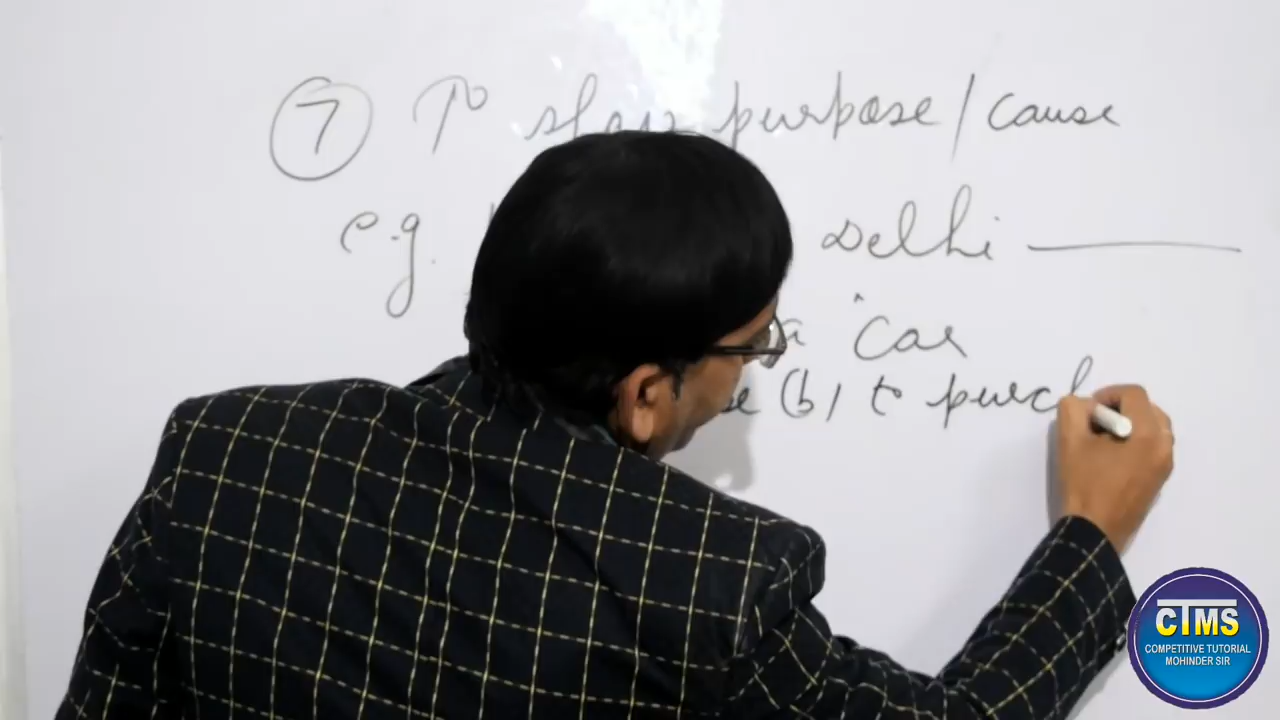 7 To show purpose / cause
e.g. Delhi
a car
(b) to purch
CTMS
COMPETITIVE TUTORIAL
MOHINDER SIR